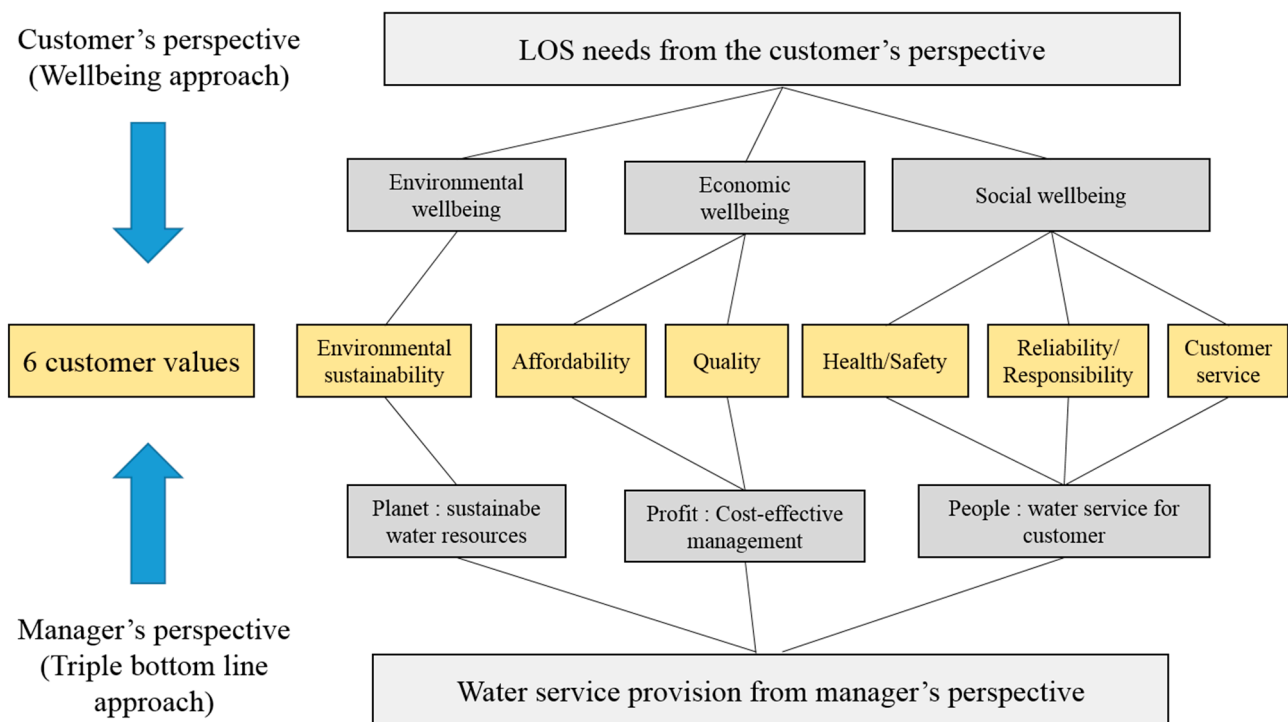 Customer's perspective
(Wellbeing approach)
LOS needs from the customer's perspective
Environmental
wellbeing
Economic
wellbeing
Social wellbeing
6 customer values
Environmental
sustainability
Affordability
Quality
Health/Safety
Reliability/
Responsibility
Customer
service
Planet : sustainabe
water resources
Profit : Cost-effective
management
People : water service for
customer
Manager's perspective
(Triple bottom line
approach)
Water service provision from manager's perspective